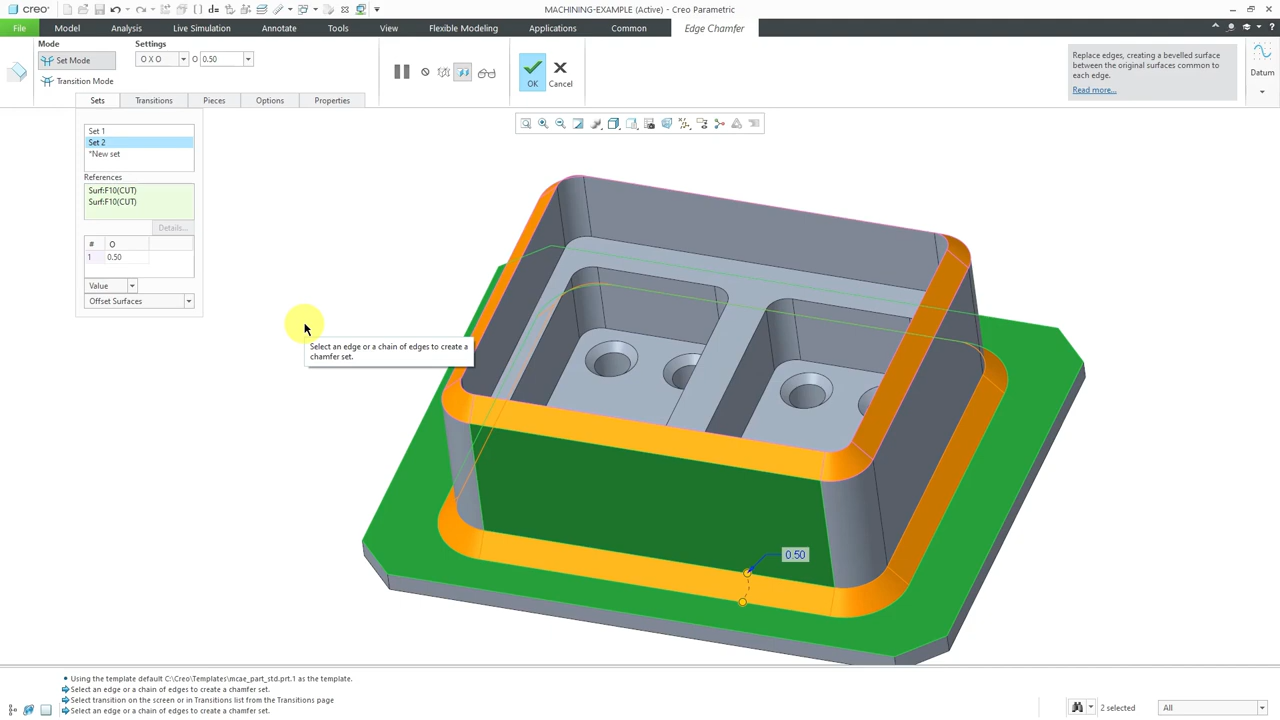 creo
MACHINING-EXAMPLE (Active) - Creo Parametric
File
Model
Analysis
Live Simulation
Annotate
Tools
View
Flexible Modeling
Applications
Common
Edge Chamfer
Mode
Settings
Set Mode
O X O
O
0.50
Transition Mode
OK
Cancel
Replace edges, creating a bevelled surface
between the original surfaces common to
each edge.
Read more...
Datum
Sets
Transitions
Pieces
Options
Properties
Set 1
Set 2
*New set
References
Surf:F10(CUT)
Surf:F10(CUT)
Details...
# O
1 0.50
Value
Offset Surfaces
Select an edge or a chain of edges to create a
chamfer set.
0.50
Using the template default C:\Creo\Templates\mcae_part_std.prt.1 as the template.
Select an edge or a chain of edges to create a chamfer set.
Select transition on the screen or in Transitions list from the Transitions page
Select an edge or a chain of edges to create a chamfer set.
2 selected
All